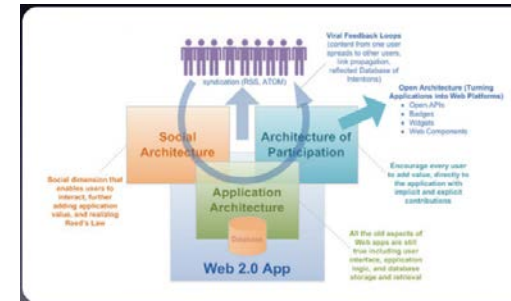 Viral Feedback Loops
(content from one user
spreads to other users,
link propagation,
reflected Database of
Intentions)
syndication (RSS, ATOM)
Open Architecture (Turning
Applications into Web Platforms)
• Open APIs
• Badges
• Widgets
• Web Components
Social
Architecture
Architecture of
Participation
Social dimension that
enables users to
interact, further
adding application
value, and realizing
Reed's Law
Encourage every user
to add value, directly to
the application with
implicit and explicit
contributions
Application
Architecture
Database
All the old aspects of
Web apps are still
true including user
interface, application
logic, and database
storage and retrieval
Web 2.0 App